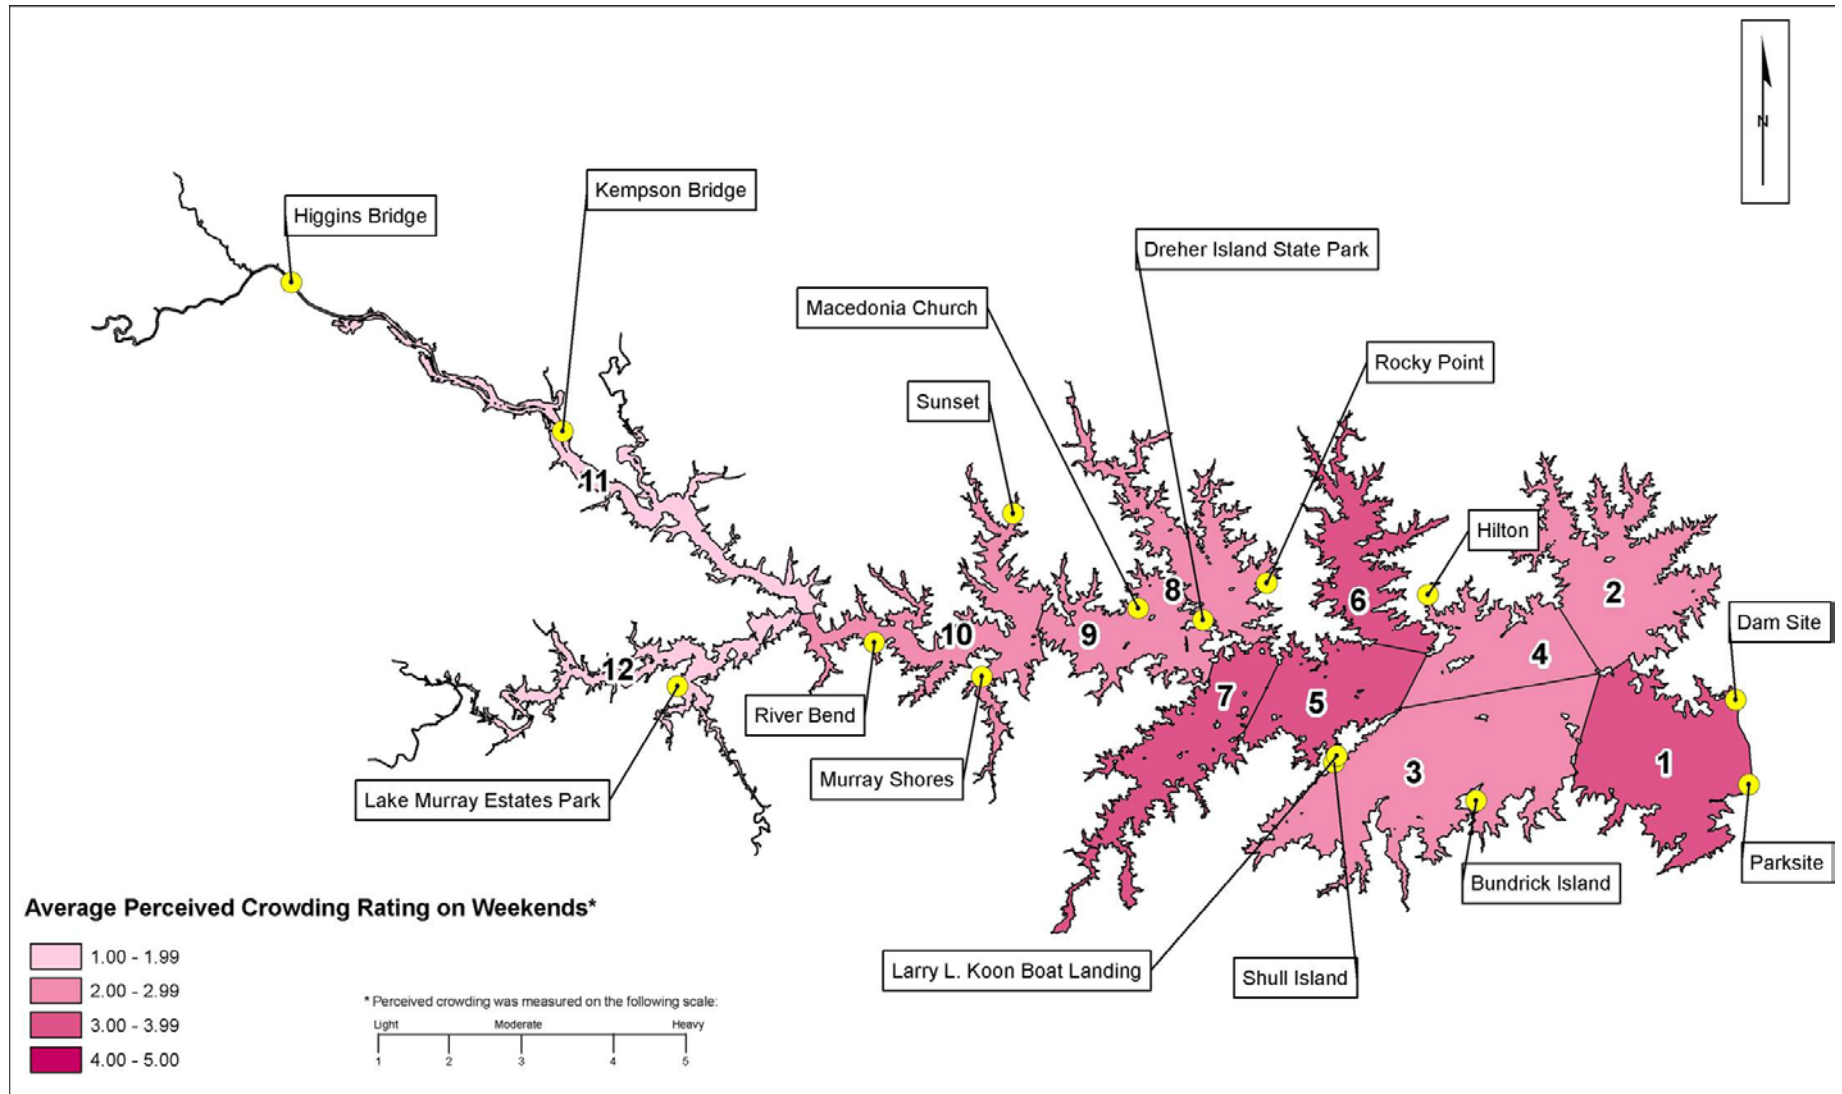 N
Kempson Bridge
Higgins Bridge
Dreher Island State Park
Macedonia Church
Rocky Point
Sunset
Hilton
11
2
8
6
Dam Site
10
9
4
12
7
5
River Bend
1
3
Murray Shores
Lake Murray Estates Park
Parksite
Bundrick Island
Larry L. Koon Boat Landing
Shull Island
Average Perceived Crowding Rating on Weekends*
1.00 - 1.99
2.00 - 2.99
3.00 - 3.99
4.00 - 5.00
* Perceived crowding was measured on the following scale:
Light Moderate Heavy
1 2 3 4 5